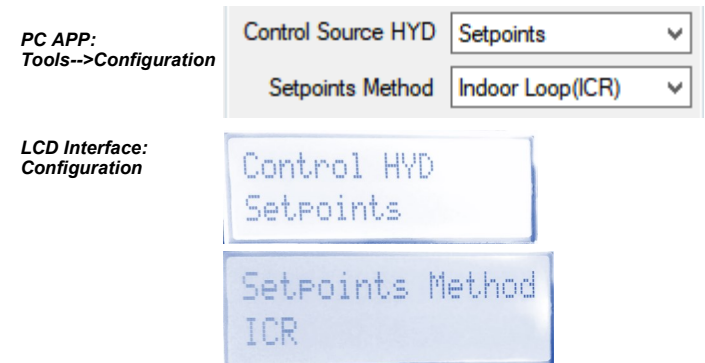 PC APP:
Tools-->Configuration
Control Source HYD Setpoints
Setpoints Method Indoor Loop(ICR)
LCD Interface:
Configuration
Control HYD
Setpoints
Setpoints Method
ICR